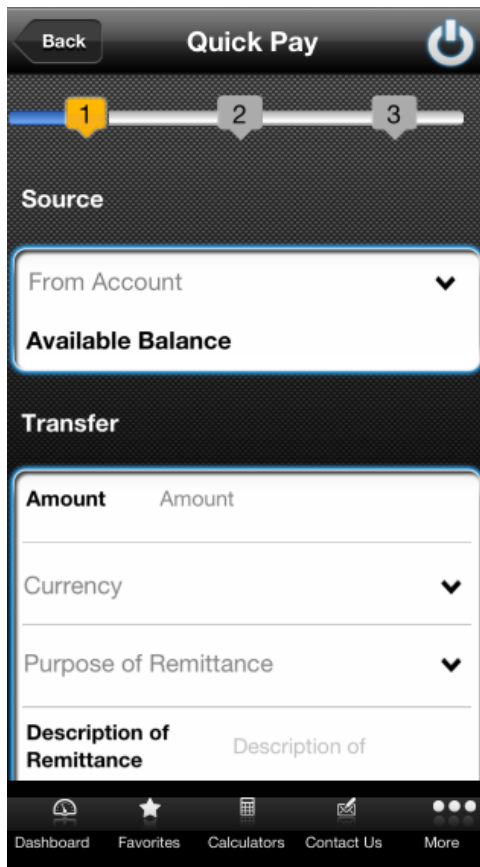 Back
Quick Pay
1 2 3
Source
From Account
Available Balance
Transfer
Amount Amount
Currency
Purpose of Remittance
Description of
Remittance
Description of
Dashboard Favorites Calculators Contact Us More